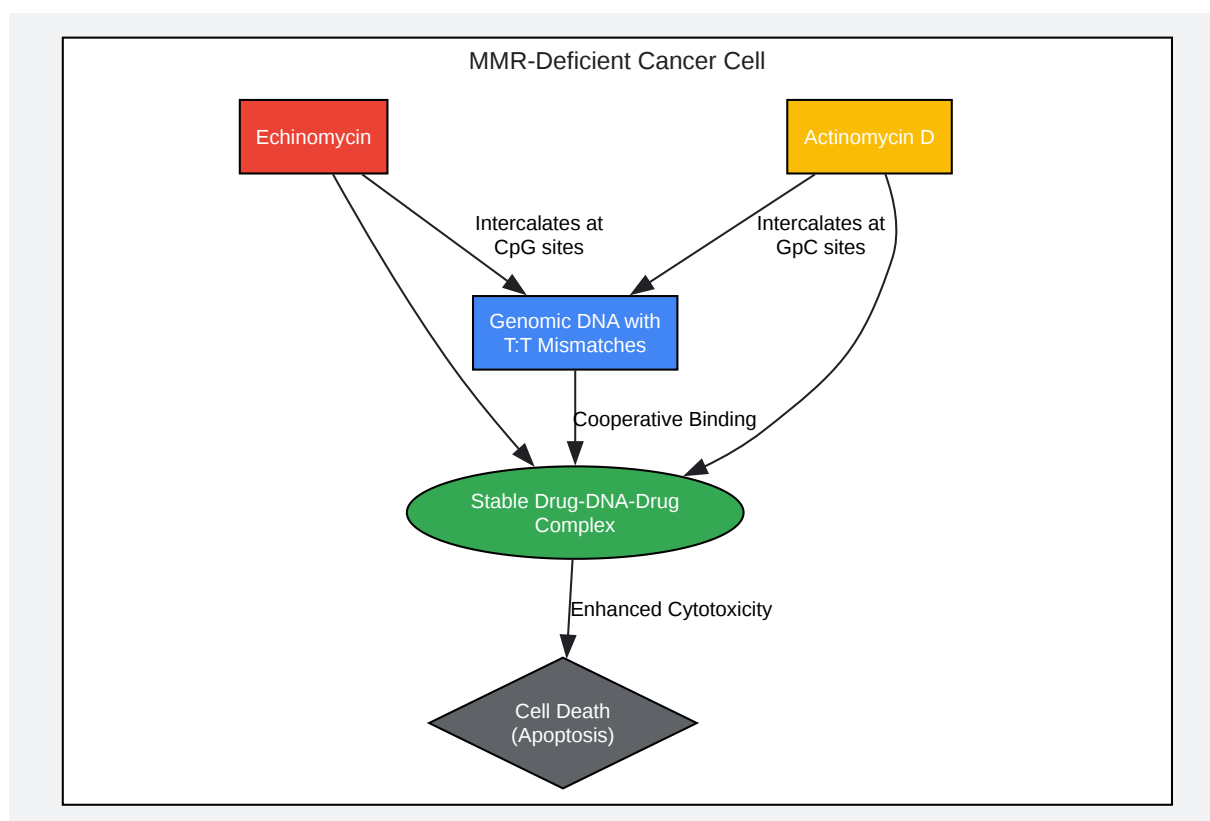 MMR-Deficient Cancer Cell
Echinomycin
Actinomycin D
Intercalates at
CpG sites
Intercalates at
GpC sites
Genomic DNA with
T:T Mismatches
Cooperative Binding
Stable Drug-DNA-Drug
Complex
Enhanced Cytotoxicity
Cell Death
(Apoptosis)